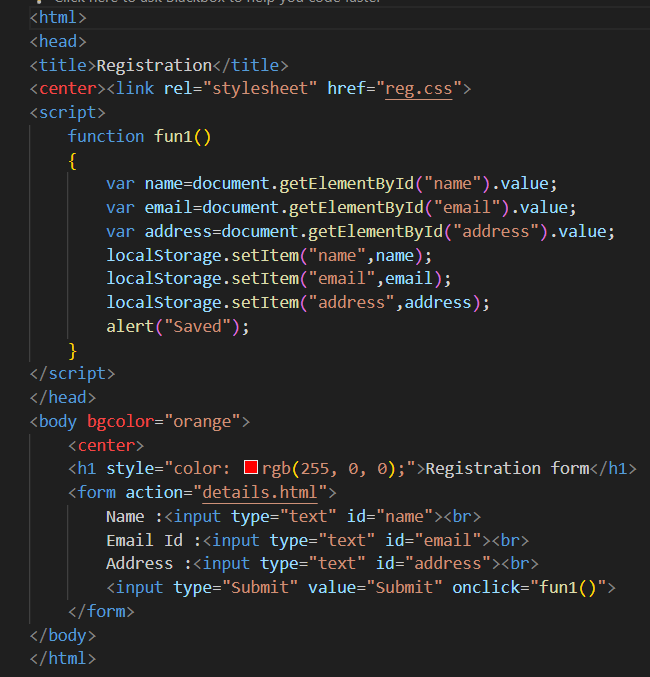 Click here to ask Blackbox to help you code faster
<html>
<head>
<title>Registration</title>
<center><link rel="stylesheet" href="reg.css">
<script>
function fun1()
{
var name=document.getElementById("name").value;
var email=document.getElementById("email").value;
var address=document.getElementById("address").value;
localStorage.setItem("name",name);
localStorage.setItem("email",email);
localStorage.setItem("address",address);
alert("Saved");
}
</script>
</head>
<body bgcolor="orange">
<center>
<h1 style="color: rgb(255, 0, 0);">Registration form</h1>
<form action="details.html">
Name :<input type="text" id="name"><br>
Email Id :<input type="text" id="email"><br>
Address :<input type="text" id="address"><br>
<input type="Submit" value="Submit" onclick="fun1()">
</form>
</body>
</html>